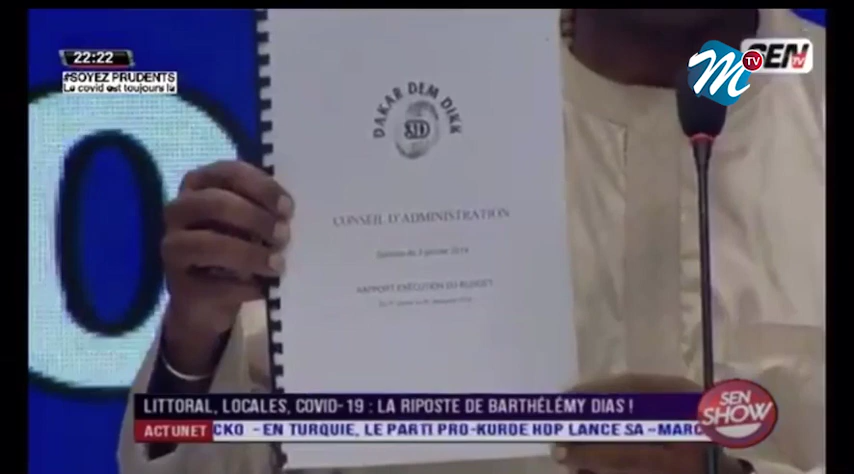 22:22
#SOYEZ PRUDENTS
Le covid est toujours là
M TV
SEN TV
DAKAR DEM DIKK
CONSEIL D'ADMINISTRATION
RAPPORT EXECUTION DU BUDGET
LITTORAL, LOCALES, COVID-19 : LA RIPOSTE DE BARTHÉLÉMY DIAS !
SEN SHOW
ACTUNET CKO - EN TURQUIE, LE PARTI PRO-KURDE HDP LANCE SA -MARC